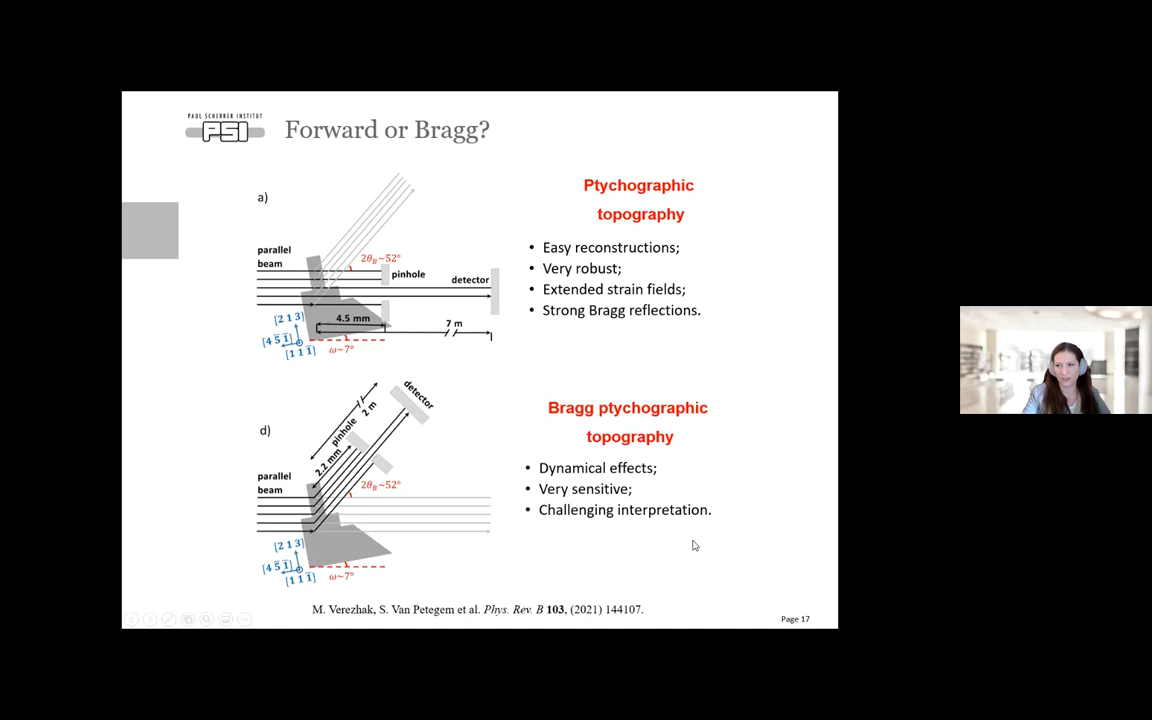 PAUL SCHERRER INSTITUT
PSI
Forward or Bragg?
a)
parallel
beam
2θB~52°
pinhole
detector
4.5 mm
7 m
[2 1 3]
[4 5̄ 1̄]
[1 1 1̄]
ω~7°
Ptychographic
topography
• Easy reconstructions;
• Very robust;
• Extended strain fields;
• Strong Bragg reflections.
d)
parallel
beam
detector
2 m
pinhole
2.2 mm
2θB~52°
[2 1 3]
[4 5̄ 1̄]
[1 1 1̄]
ω~7°
Bragg ptychographic
topography
• Dynamical effects;
• Very sensitive;
• Challenging interpretation.
M. Verezhak, S. Van Petegem et al. Phys. Rev. B 103, (2021) 144107.
Page 17